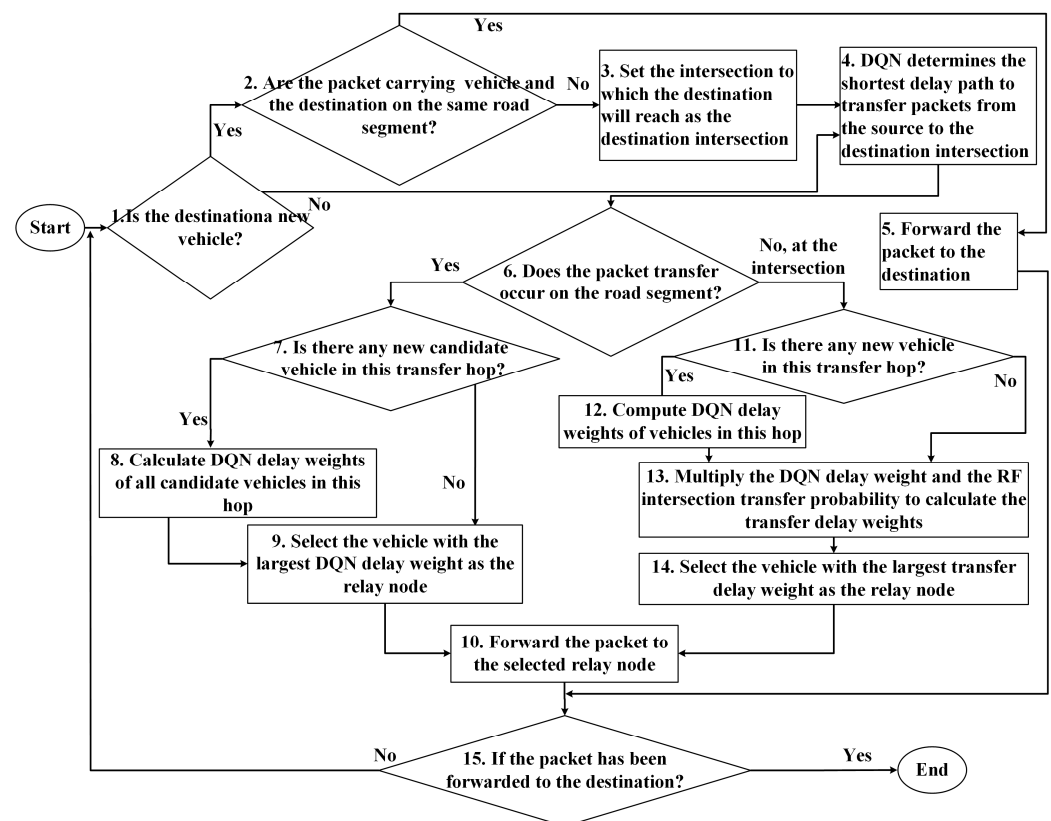 Yes
2. Are the packet carrying vehicle and
the destination on the same road
segment?
No
3. Set the intersection to
which the destination
will reach as the
destination intersection
4. DQN determines the
shortest delay path to
transfer packets from
the source to the
destination intersection
Yes
Start
1.Is the destinationa new
vehicle?
No
5. Forward the
packet to the
destination
Yes
6. Does the packet transfer
occur on the road segment?
No, at the
intersection
7. Is there any new candidate
vehicle in this transfer hop?
11. Is there any new vehicle
in this transfer hop?
Yes
No
Yes
12. Compute DQN delay
weights of vehicles in this hop
8. Calculate DQN delay weights
of all candidate vehicles in this
hop
No
13. Multiply the DQN delay weight and the RF
intersection transfer probability to calculate the
transfer delay weights
9. Select the vehicle with the
largest DQN delay weight as the
relay node
14. Select the vehicle with the largest transfer
delay weight as the relay node
10. Forward the packet to
the selected relay node
No
15. If the packet has been
forwarded to the destination?
Yes
End